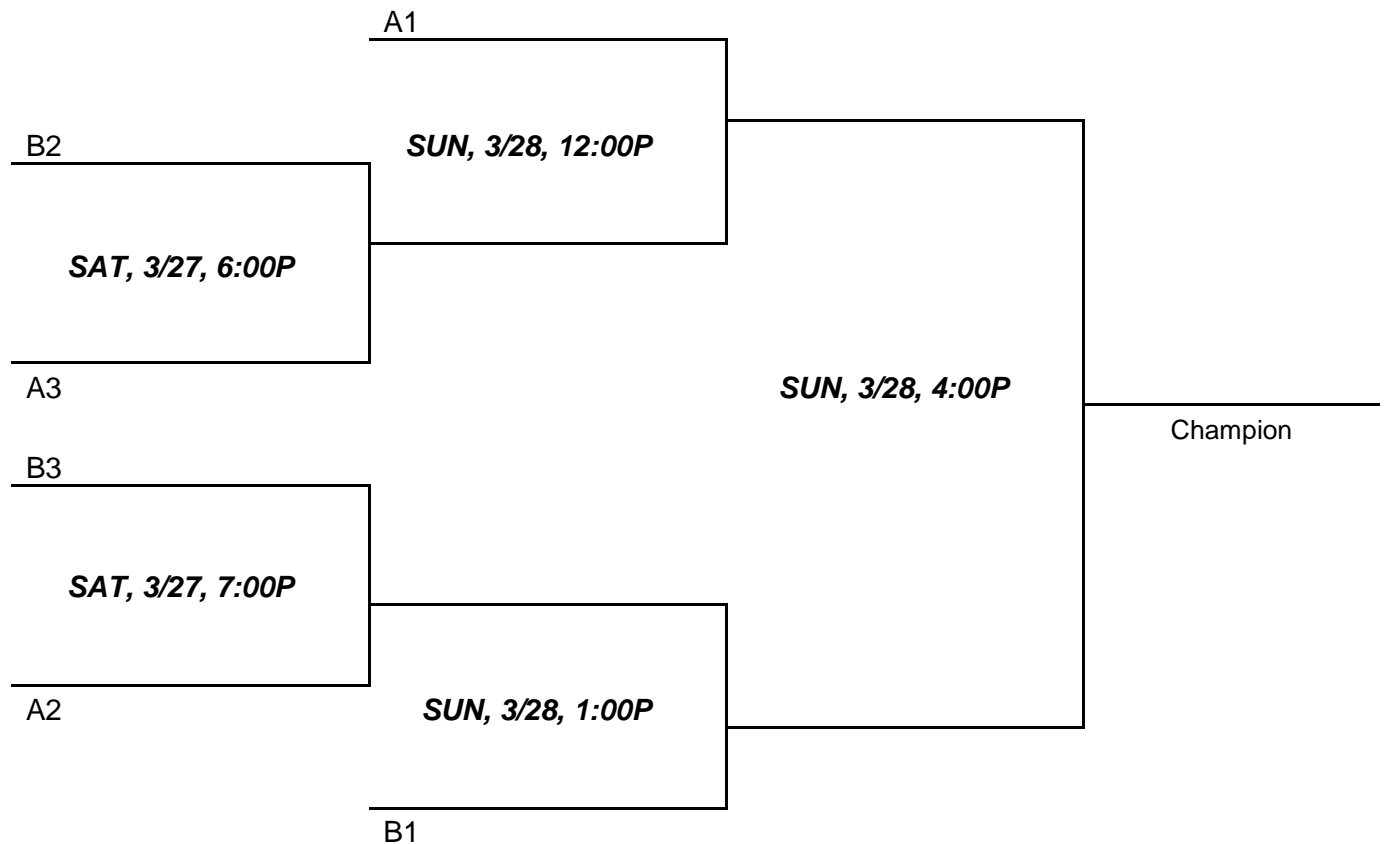 A1
B2
SUN, 3/28, 12:00P
SAT, 3/27, 6:00P
A3
SUN, 3/28, 4:00P
Champion
B3
SAT, 3/27, 7:00P
A2
SUN, 3/28, 1:00P
B1